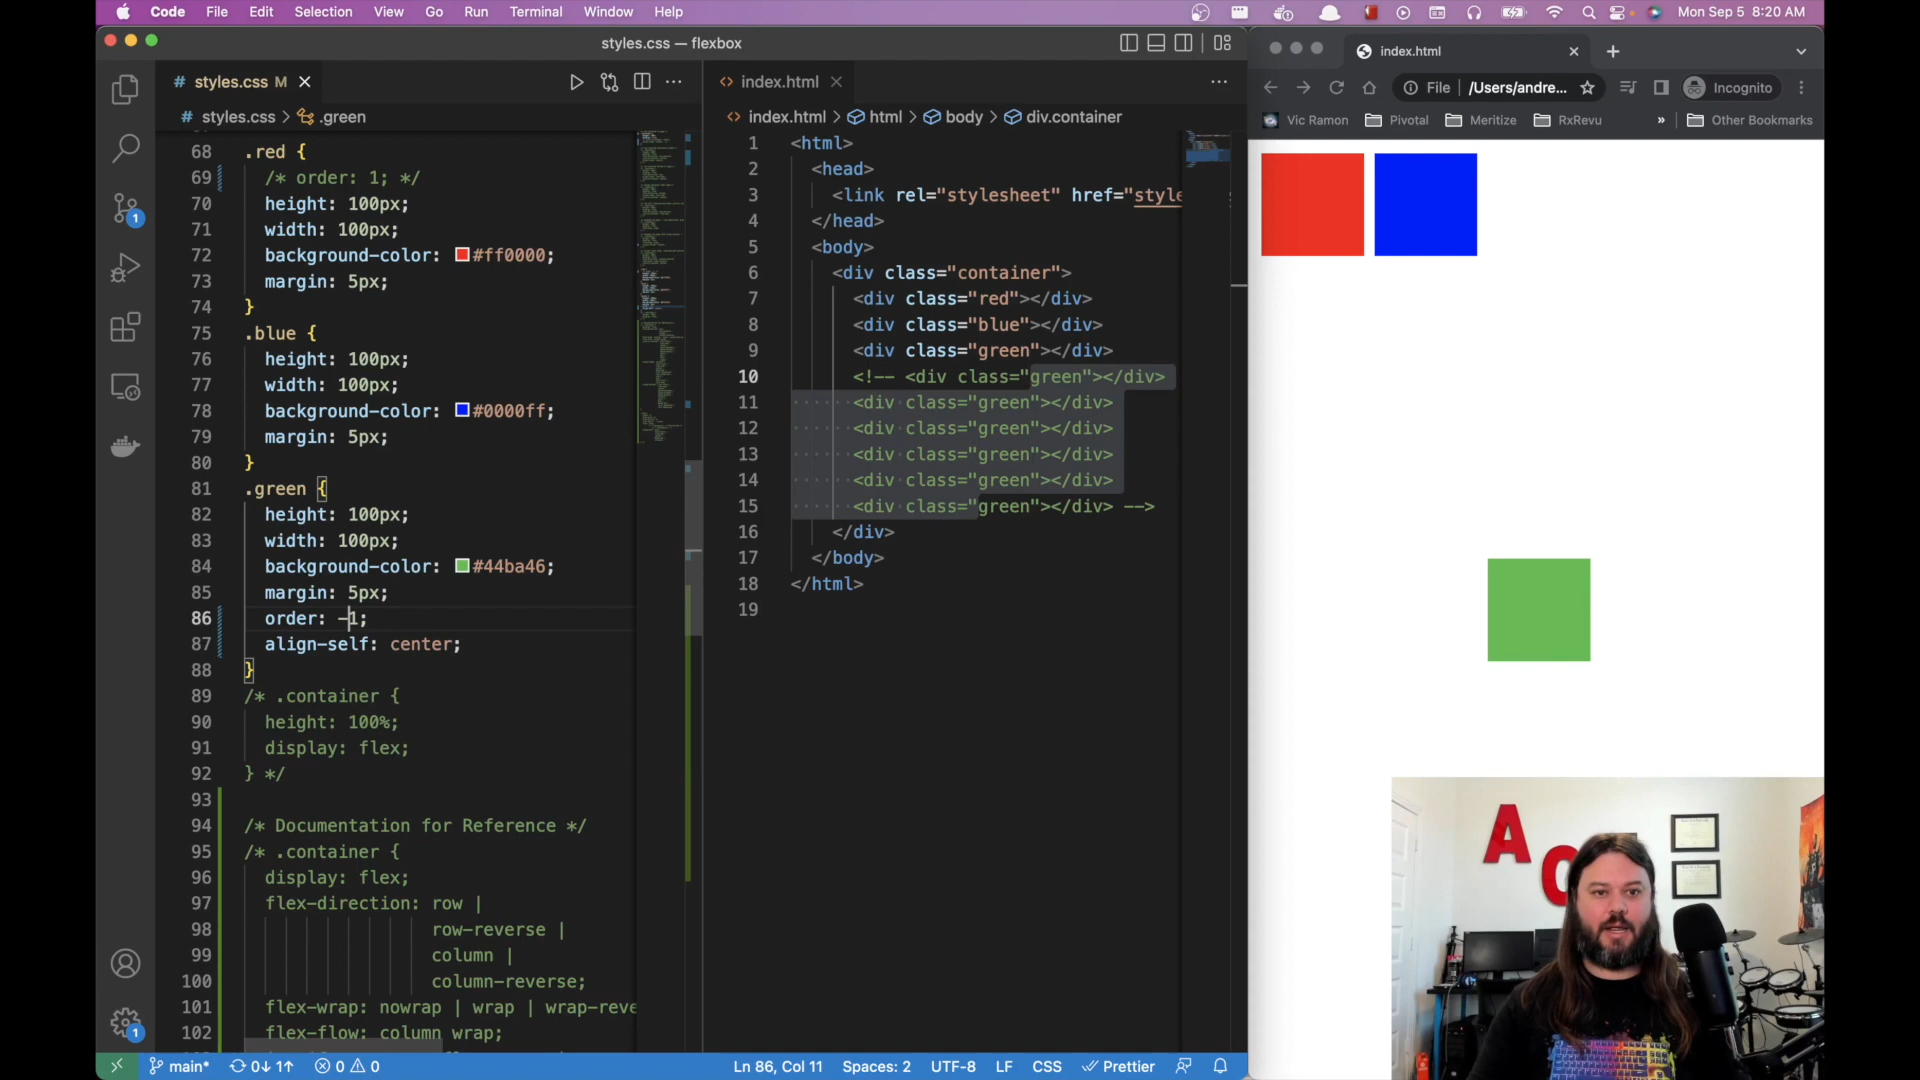 Code File Edit Selection View Go Run Terminal Window Help Mon Sep 5 8:20 AM
styles.css — flexbox
# styles.css M
# styles.css > .green
68 .red {
69 /* order: 1; */
70 height: 100px;
71 width: 100px;
72 background-color: #ff0000;
73 margin: 5px;
74 }
75 .blue {
76 height: 100px;
77 width: 100px;
78 background-color: #0000ff;
79 margin: 5px;
80 }
81 .green {
82 height: 100px;
83 width: 100px;
84 background-color: #44ba46;
85 margin: 5px;
86 order: -1;
87 align-self: center;
88 }
89 /* .container {
90 height: 100%;
91 display: flex;
92 } */
93
94 /* Documentation for Reference */
95 /* .container {
96 display: flex;
97 flex-direction: row |
98 row-reverse |
99 column |
100 column-reverse;
101 flex-wrap: nowrap | wrap | wrap-reve
102 flex-flow: column wrap;
index.html
index.html > html > body > div.container
1 <html>
2 <head>
3 <link rel="stylesheet" href="style
4 </head>
5 <body>
6 <div class="container">
7 <div class="red"></div>
8 <div class="blue"></div>
9 <div class="green"></div>
10 <!-- <div class="green"></div>
11 <div class="green"></div>
12 <div class="green"></div>
13 <div class="green"></div>
14 <div class="green"></div>
15 <div class="green"></div> -->
16 </div>
17 </body>
18 </html>
19
index.html
File /Users/andre... Incognito
Vic Ramon Pivotal Meritize RxRevu » Other Bookmarks
1
1
main* 0↓ 1↑ 0 0 Ln 86, Col 11 Spaces: 2 UTF-8 LF CSS Prettier
A